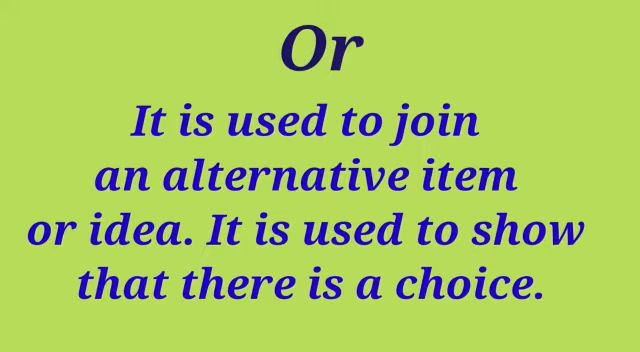 Or
It is used to join
an alternative item
or idea. It is used to show
that there is a choice.